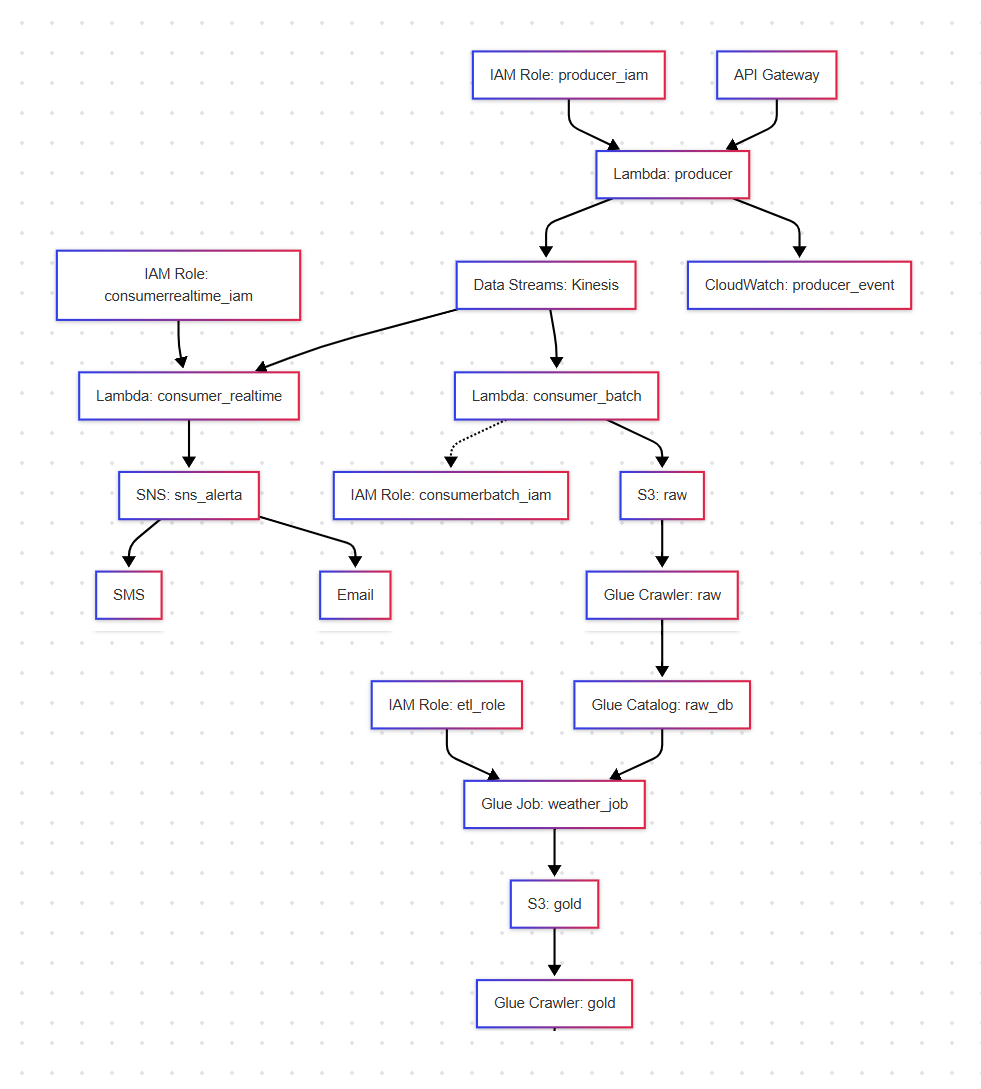 IAM Role: producer_iam
API Gateway
Lambda: producer
IAM Role:
consumerrealtime_iam
Data Streams: Kinesis
CloudWatch: producer_event
Lambda: consumer_realtime
Lambda: consumer_batch
SNS: sns_alerta
IAM Role: consumerbatch_iam
S3: raw
SMS
Email
Glue Crawler: raw
IAM Role: etl_role
Glue Catalog: raw_db
Glue Job: weather_job
S3: gold
Glue Crawler: gold